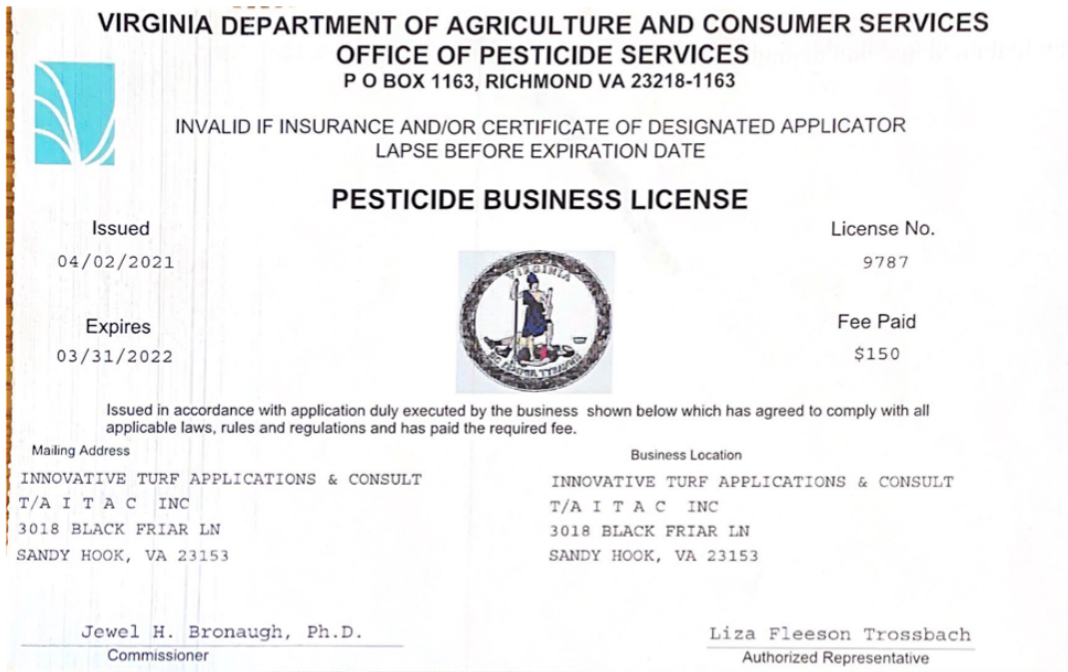 VIRGINIA DEPARTMENT OF AGRICULTURE AND CONSUMER SERVICES
OFFICE OF PESTICIDE SERVICES
P O BOX 1163, RICHMOND VA 23218-1163
INVALID IF INSURANCE AND/OR CERTIFICATE OF DESIGNATED APPLICATOR
LAPSE BEFORE EXPIRATION DATE
PESTICIDE BUSINESS LICENSE
Issued
04/02/2021
Expires
03/31/2022
VIRGINIA
License No.
9787
Fee Paid
$150
Issued in accordance with application duly executed by the business shown below which has agreed to comply with all
applicable laws, rules and regulations and has paid the required fee.
Mailing Address
INNOVATIVE TURF APPLICATIONS & CONSULT
T/A I T A C INC
3018 BLACK FRIAR LN
SANDY HOOK, VA 23153
Business Location
INNOVATIVE TURF APPLICATIONS & CONSULT
T/A I T A C INC
3018 BLACK FRIAR LN
SANDY HOOK, VA 23153
Jewel H. Bronaugh, Ph.D.
Commissioner
Liza Fleeson Trossbach
Authorized Representative